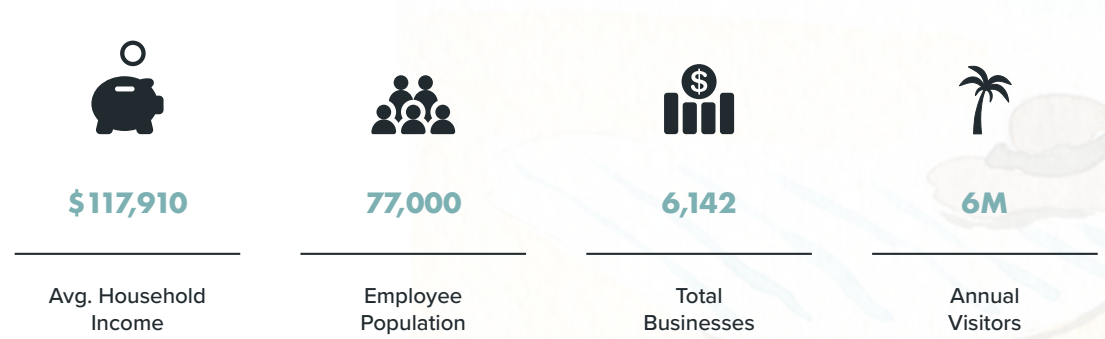 $
$117,910
77,000
6,142
6M
Avg. Household
Income
Employee
Population
Total
Businesses
Annual
Visitors